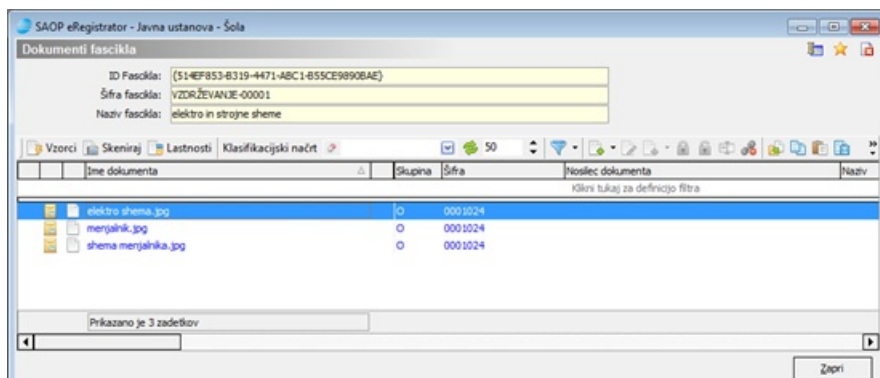 SAOP eRegistrator - Javna ustanova - Šola
Dokumenti fascikla
ID Fascikla: {514EF853-B319-4471-ABC1-B55CE9890BAE}
Šifra fascikla: VZDRŽEVANJE-00001
Naziv fascikla: elektro in strojne sheme
Vzorci Skeniraj Lastnosti Klasifikacijski načrt 50
Ime dokumenta Skupina Šifra Nosilec dokumenta Naziv
Klikni tukaj za definicijo filtra
elektro shema.jpg O 0001024
menjalnik.jpg O 0001024
shema menjalnika.jpg O 0001024
Prikazano je 3 zadetkov
Zapri